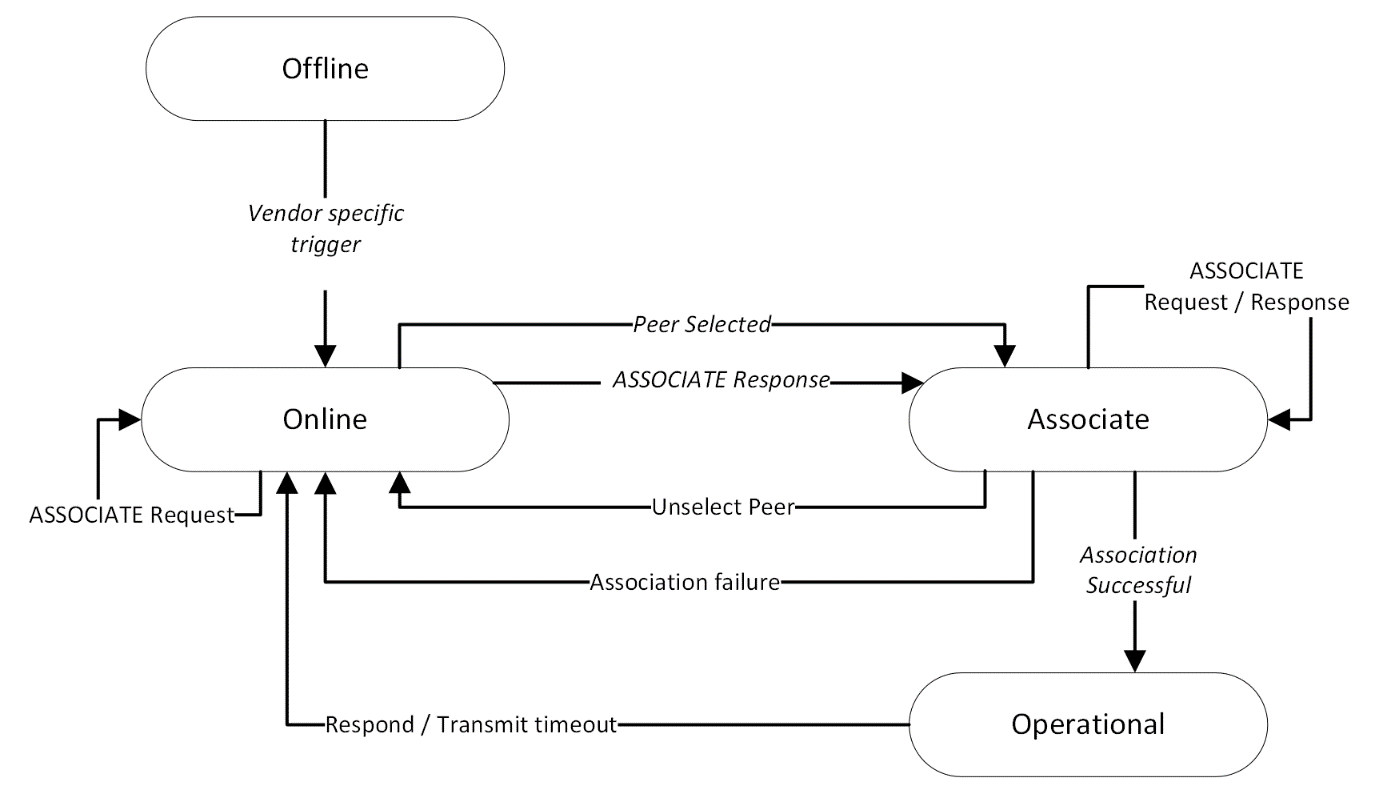 Offline
Vendor specific
trigger
ASSOCIATE
Request / Response
Peer Selected
ASSOCIATE Response
Online
Associate
ASSOCIATE Request
Unselect Peer
Association
Successful
Association failure
Respond / Transmit timeout
Operational